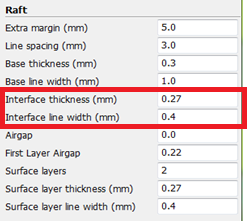 Raft
Extra margin (mm) 5.0
Line spacing (mm) 3.0
Base thickness (mm) 0.3
Base line width (mm) 1.0
Interface thickness (mm) 0.27
Interface line width (mm) 0.4
Airgap 0.0
First Layer Airgap 0.22
Surface layers 2
Surface layer thickness (mm) 0.27
Surface layer line width (mm) 0.4